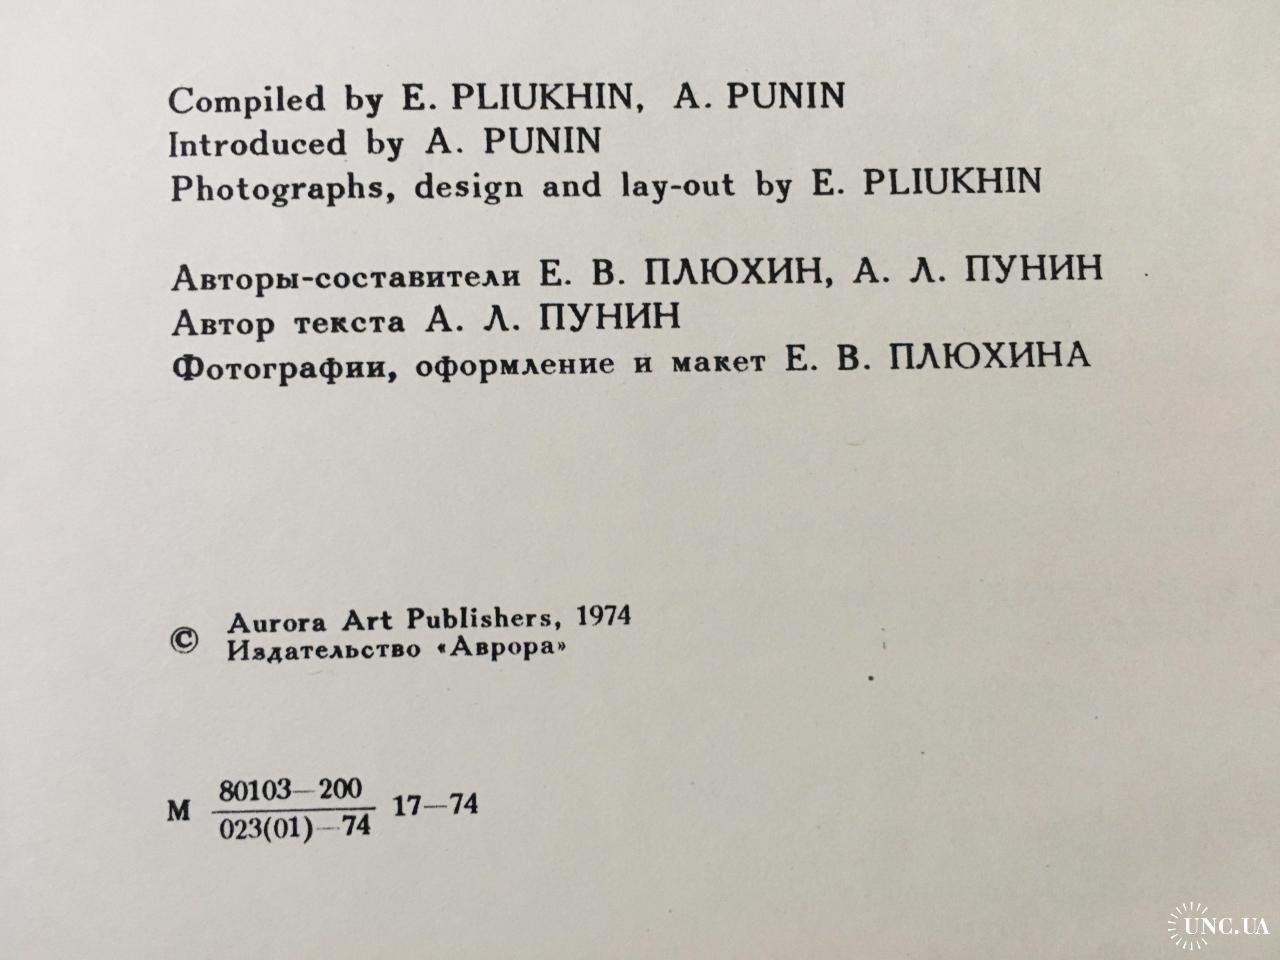 Compiled by E. PLIUKHIN, A. PUNIN
Introduced by A. PUNIN
Photographs, design and lay-out by E. PLIUKHIN
Авторы-составители Е. В. ПЛЮХИН, А. Л. ПУНИН
Автор текста А. Л. ПУНИН
Фотографии, оформление и макет Е. В. ПЛЮХИНА
© Aurora Art Publishers, 1974
Издательство «Аврора»
М 80103—200 17—74
023(01)—74
UNC.UA